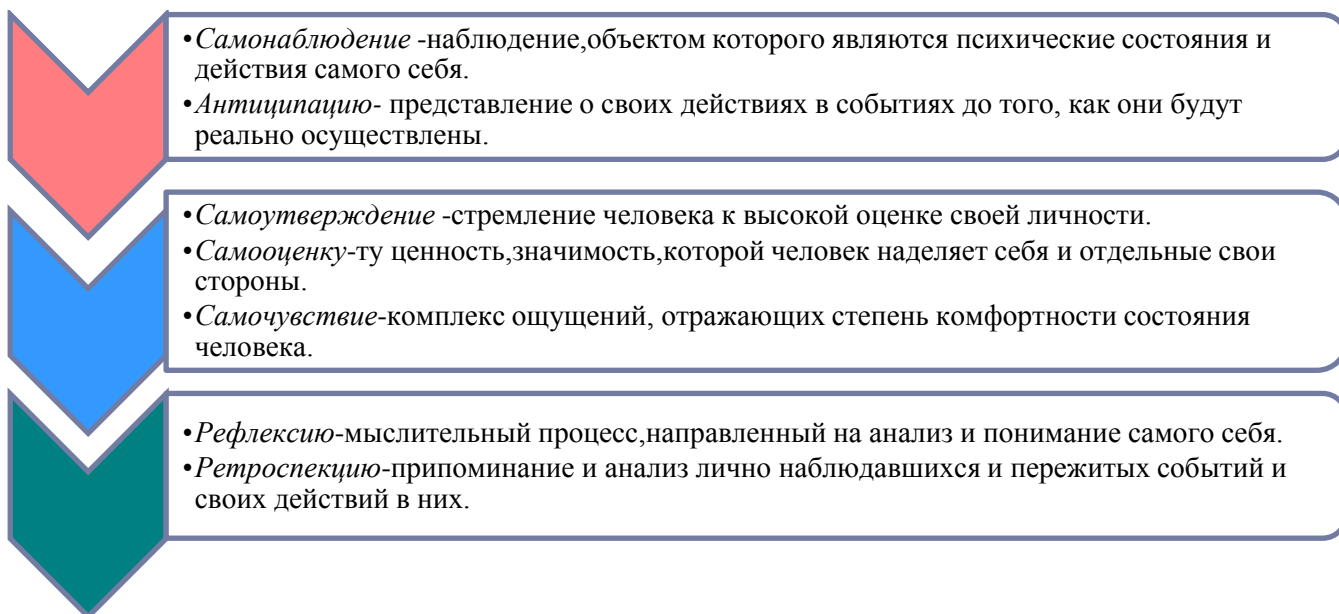 •Самонаблюдение -наблюдение,объектом которого являются психические состояния и
действия самого себя.
•Антиципацию- представление о своих действиях в событиях до того, как они будут
реально осуществлены.
•Самоутверждение -стремление человека к высокой оценке своей личности.
•Самооценку-ту ценность,значимость,которой человек наделяет себя и отдельные свои
стороны.
•Самочувствие-комплекс ощущений, отражающих степень комфортности состояния
человека.
•Рефлексию-мыслительный процесс,направленный на анализ и понимание самого себя.
•Ретроспекцию-припоминание и анализ лично наблюдавшихся и пережитых событий и
своих действий в них.